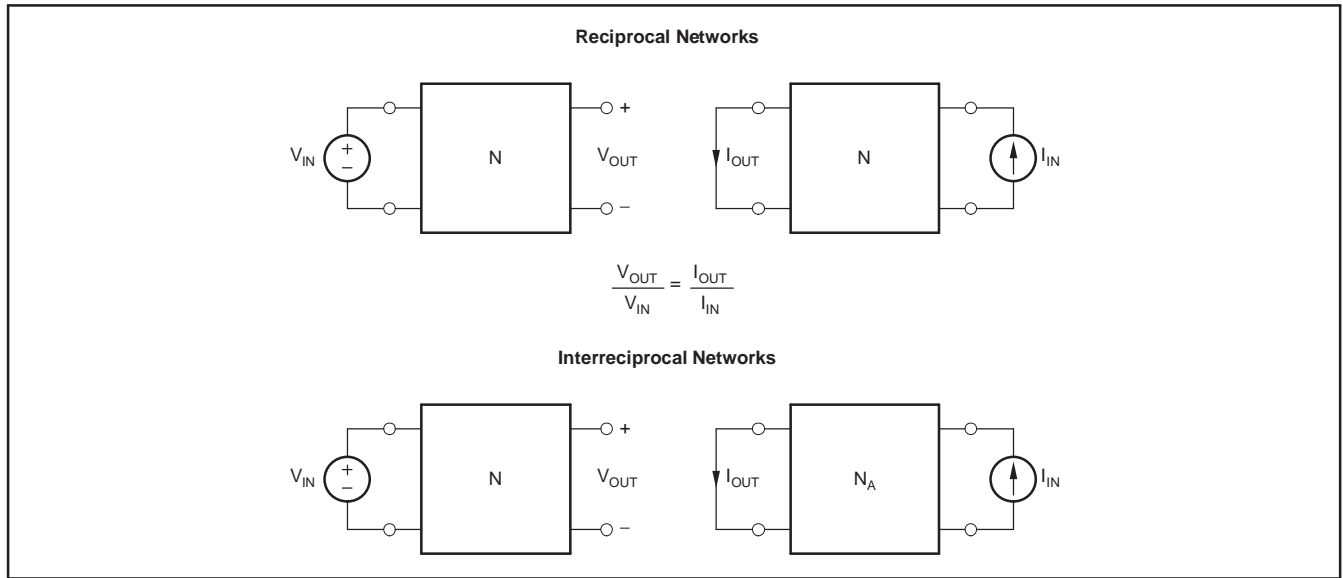 Reciprocal Networks
V_IN + − N + V_OUT − I_OUT N I_IN
V_OUT / V_IN = I_OUT / I_IN
Interreciprocal Networks
V_IN + − N + V_OUT − I_OUT N_A I_IN